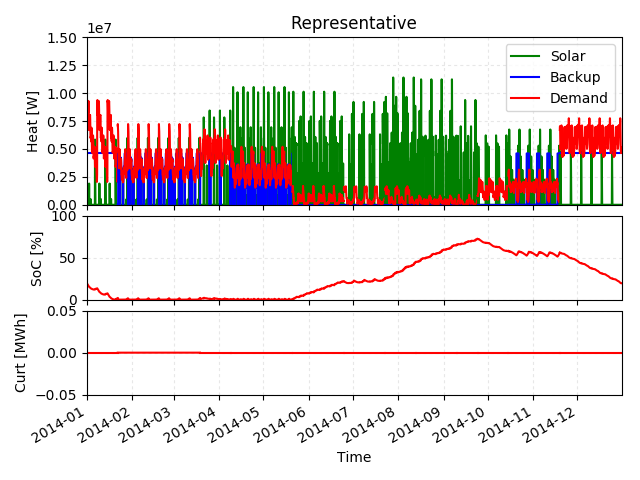 Representative
1e7
1.50
1.25
1.00
0.75
0.50
0.25
0.00
Heat [W]
Solar
Backup
Demand
100
50
0
SoC [%]
0.05
0.00
−0.05
Curt [MWh]
2014-01
2014-02
2014-03
2014-04
2014-05
2014-06
2014-07
2014-08
2014-09
2014-10
2014-11
2014-12
Time